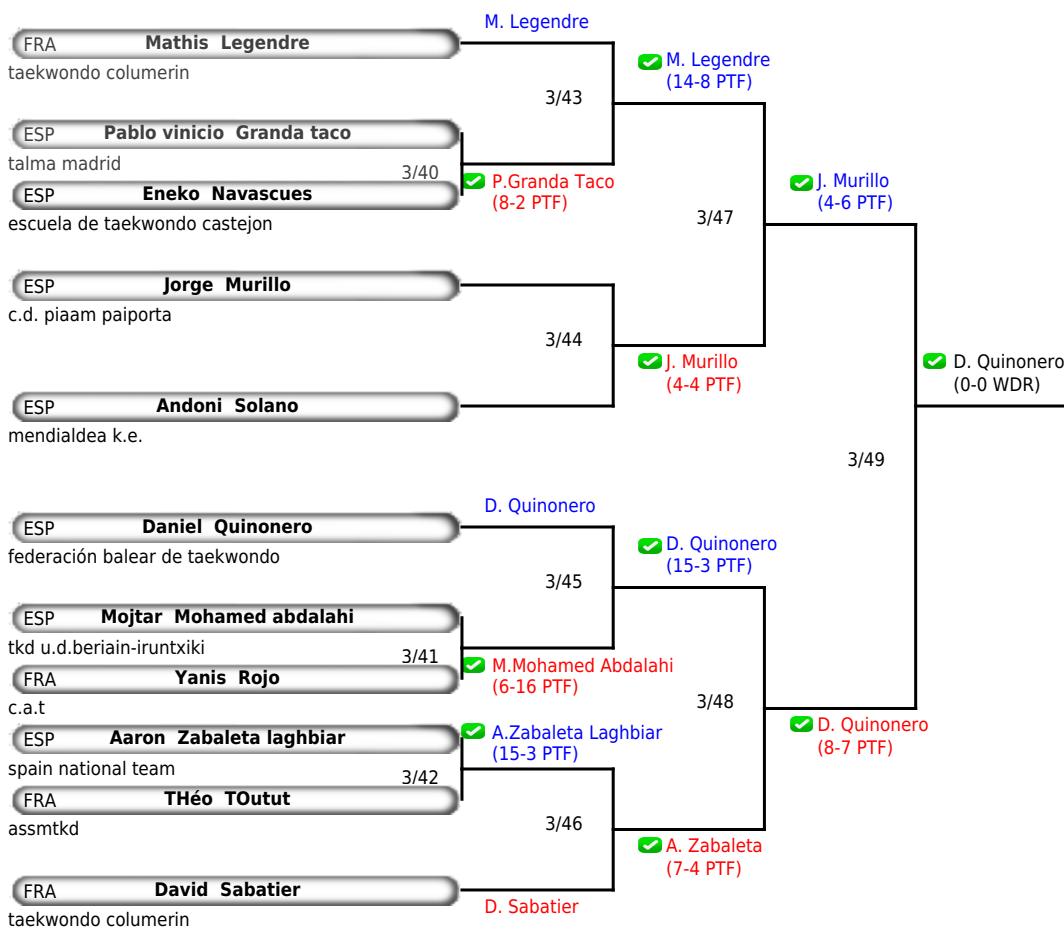 M. Legendre
FRA Mathis Legendre
taekwondo columerin
M. Legendre
(14-8 PTF)
3/43
ESP Pablo vinicio Granda taco
talma madrid
3/40
P.Granda Taco
(8-2 PTF)
ESP Eneko Navascues
escuela de taekwondo castejon
J. Murillo
(4-6 PTF)
3/47
ESP Jorge Murillo
c.d. piaam paiporta
3/44
J. Murillo
(4-4 PTF)
D. Quinonero
(0-0 WDR)
ESP Andoni Solano
mendialdea k.e.
3/49
D. Quinonero
ESP Daniel Quinonero
federación balear de taekwondo
D. Quinonero
(15-3 PTF)
3/45
ESP Mojtar Mohamed abdalahi
tkd u.d.beriain-iruntxiki
3/41
M.Mohamed Abdalahi
(6-16 PTF)
FRA Yanis Rojo
c.a.t
3/48
D. Quinonero
(8-7 PTF)
ESP Aaron Zabaleta laghbiar
A.Zabaleta Laghbiar
(15-3 PTF)
spain national team
3/42
FRA THéo TOutut
assmtkd
3/46
A. Zabaleta
(7-4 PTF)
FRA David Sabatier
D. Sabatier
taekwondo columerin